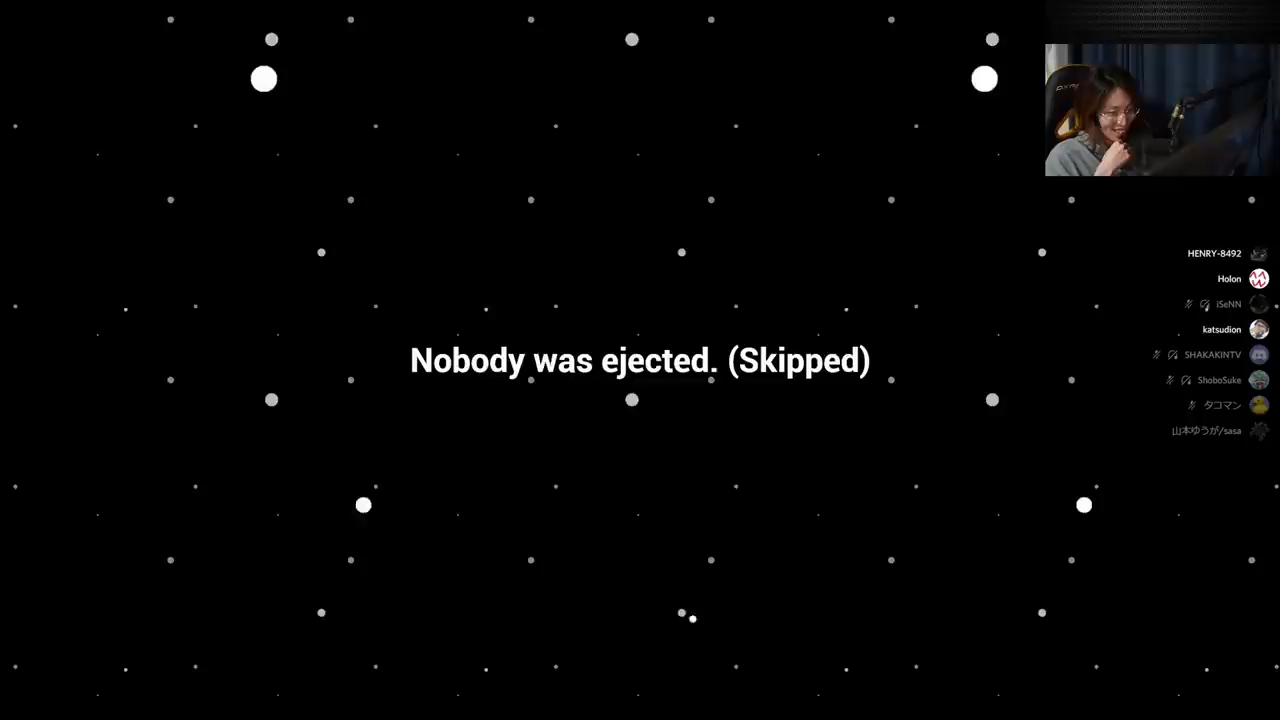 HENRY-8492
Holon
iSeNN
Nobody was ejected. (Skipped)
katsudion
SHAKAKINTV
ShoboSuke
タコマン
山本ゆうが/sasa